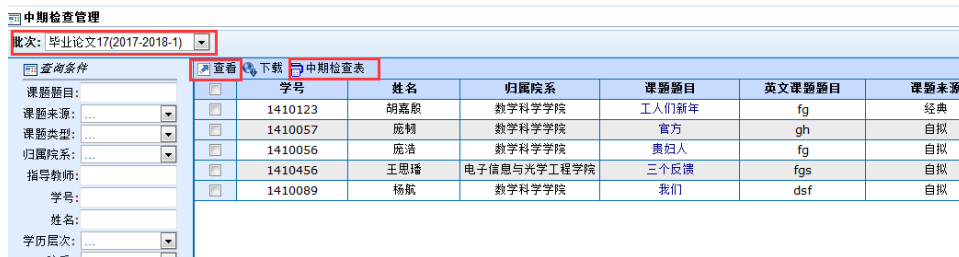 中期检查管理
批次: 毕业论文17(2017-2018-1)
查询条件
课题题目:
课题来源: ...
课题类型: ...
归属院系: ...
指导教师:
学号:
姓名:
学历层次: ...
查看 下载 中期检查表
学号 姓名 归属院系 课题题目 英文课题题目 课题来源
1410123 胡嘉殷 数学科学学院 工人们新年 fg 经典
1410057 庞韧 数学科学学院 官方 gh 自拟
1410056 庞浩 数学科学学院 贵妇人 fg 自拟
1410456 王思璠 电子信息与光学工程学院 三个反馈 fgs 自拟
1410089 杨航 数学科学学院 我们 dsf 自拟